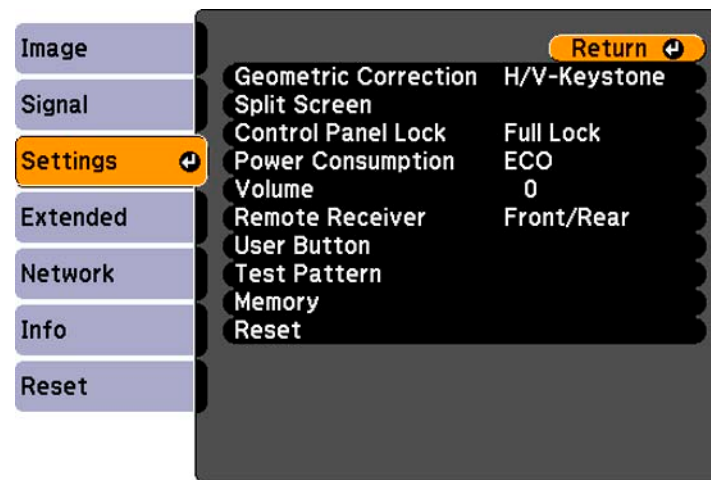 Image
Signal
Settings
Extended
Network
Info
Reset
Return
Geometric Correction H/V-Keystone
Split Screen
Control Panel Lock Full Lock
Power Consumption ECO
Volume 0
Remote Receiver Front/Rear
User Button
Test Pattern
Memory
Reset